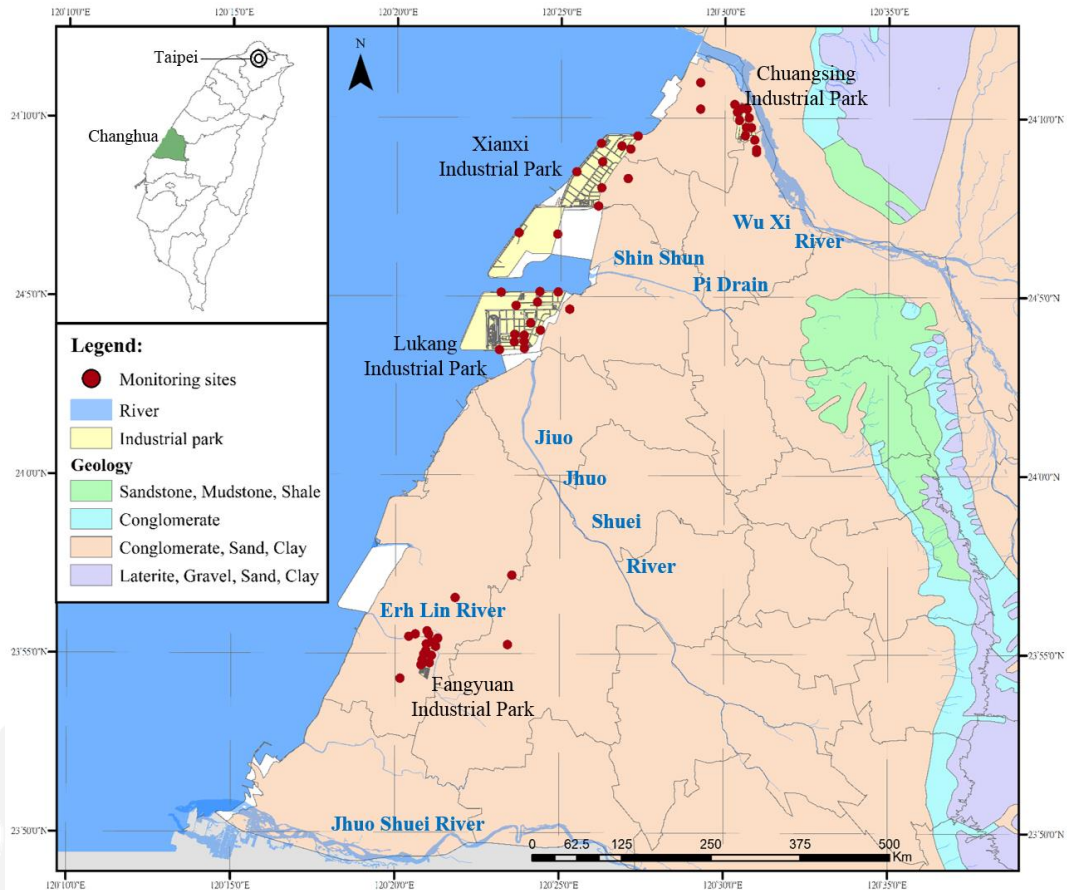 120°10'0"E
120°15'0"E
120°20'0"E
120°25'0"E
120°30'0"E
120°35'0"E
Taipei
Changhua
N
Chuangsing
Industrial Park
Xianxi
Industrial Park
Wu Xi
River
Shin Shun
Pi Drain
Lukang
Industrial Park
Jiuo
Jhuo
Shuei
River
Erh Lin River
Fangyuan
Industrial Park
Jhuo Shuei River
Legend:
Monitoring sites
River
Industrial park
Geology
Sandstone, Mudstone, Shale
Conglomerate
Conglomerate, Sand, Clay
Laterite, Gravel, Sand, Clay
24°10'0"N
24°5'0"N
24°0'0"N
23°55'0"N
23°50'0"N
24°10'0"N
24°5'0"N
24°0'0"N
23°55'0"N
23°50'0"N
0 62.5 125 250 375 500
Km
120°10'0"E
120°15'0"E
120°20'0"E
120°25'0"E
120°30'0"E
120°35'0"E